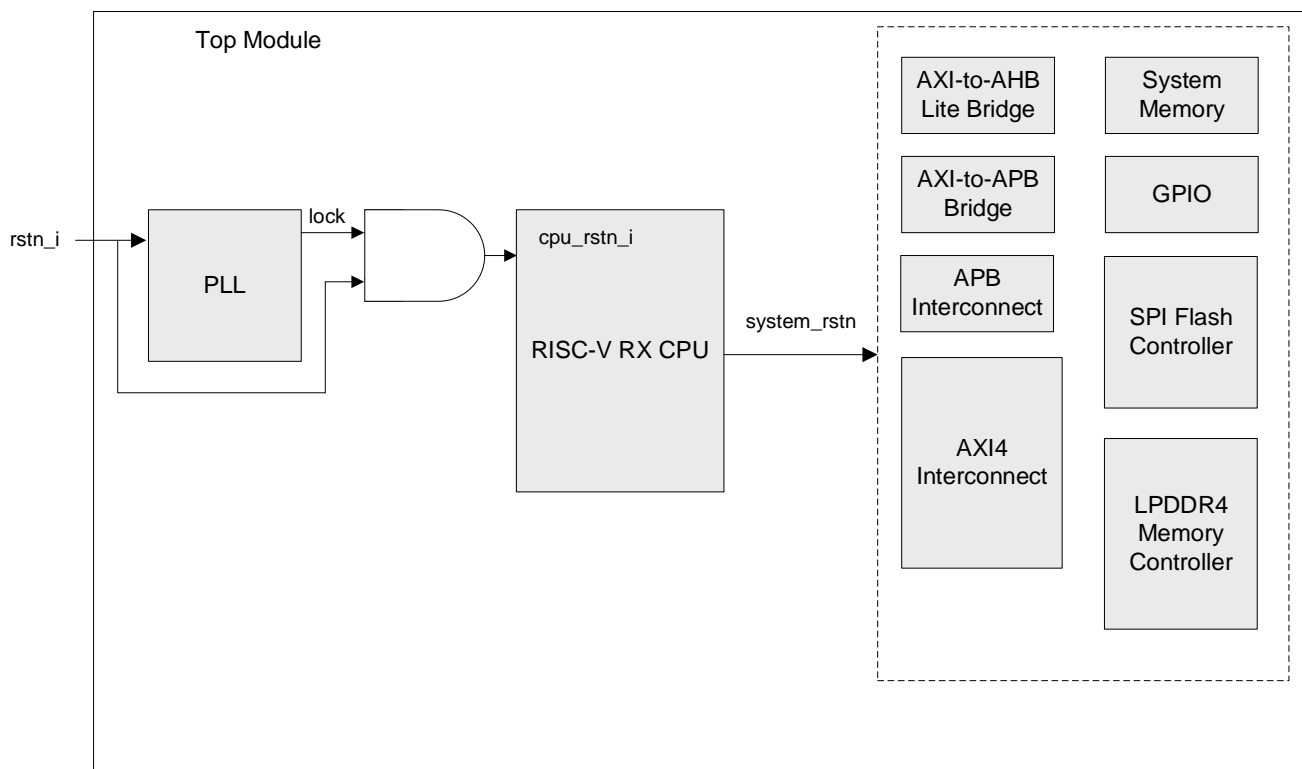 Top Module
rstn_i
PLL
lock
cpu_rstn_i
RISC-V RX CPU
system_rstn
AXI-to-AHB
Lite Bridge
System
Memory
AXI-to-APB
Bridge
GPIO
APB
Interconnect
SPI Flash
Controller
AXI4
Interconnect
LPDDR4
Memory
Controller